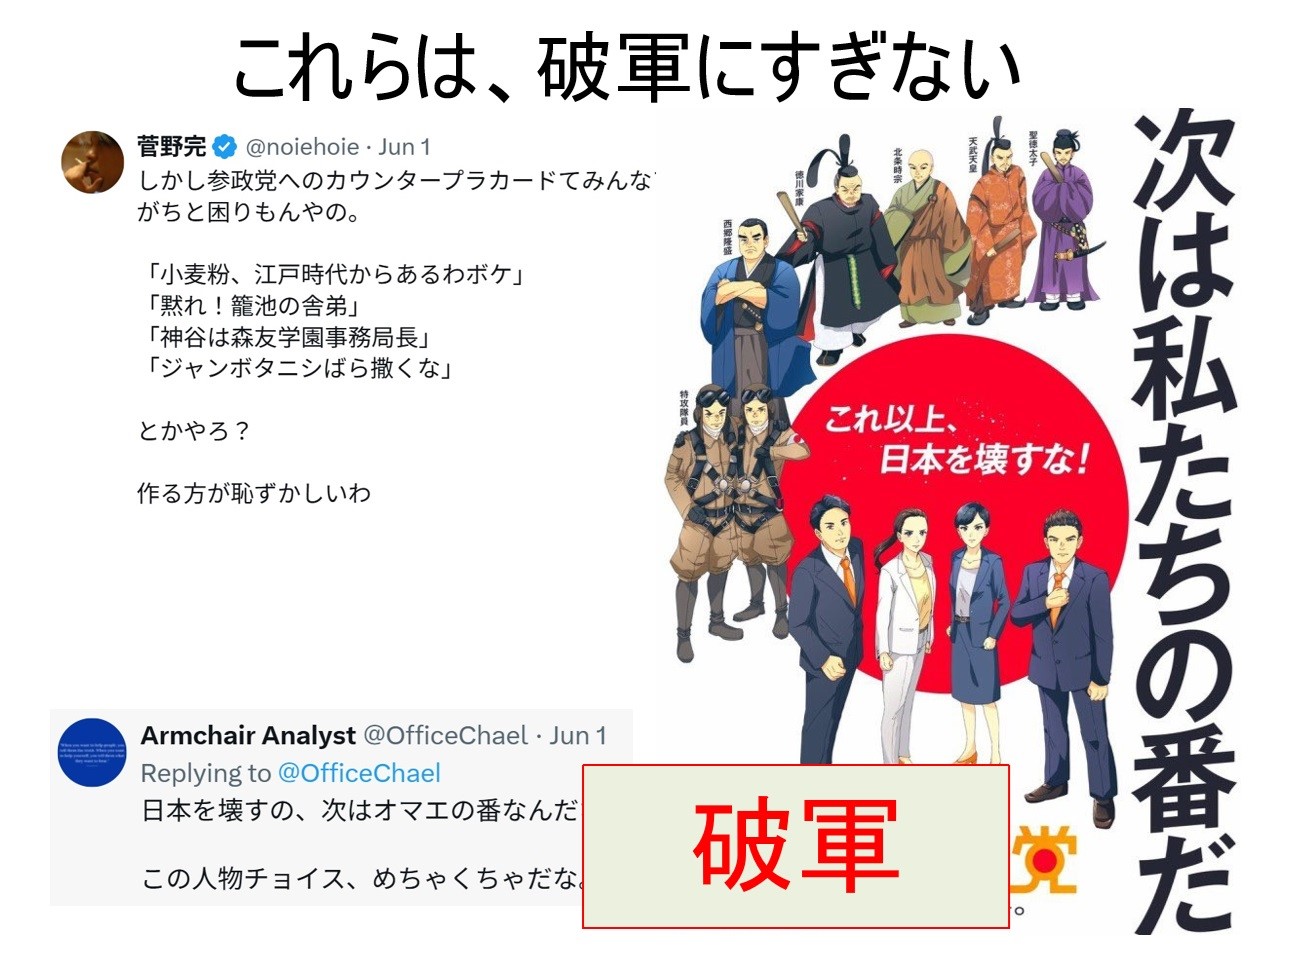 これらは、破軍にすぎない
菅野完 @noiehoie · Jun 1
しかし参政党へのカウンタープラカードてみんな
がちと困りもんやの。
「小麦粉、江戸時代からあるわボケ」
「黙れ！籠池の舎弟」
「神谷は森友学園事務局長」
「ジャンボタニシばら撒くな」
とかやろ？
作る方が恥ずかしいわ
Armchair Analyst @OfficeChael · Jun 1
Replying to @OfficeChael
日本を壊すの、次はオマエの番なんだ
この人物チョイス、めちゃくちゃだな。
次は私たちの番だ
聖徳太子
天武天皇
北条時宗
徳川家康
西郷隆盛
特攻隊員
これ以上、
日本を壊すな！
破軍
党
。